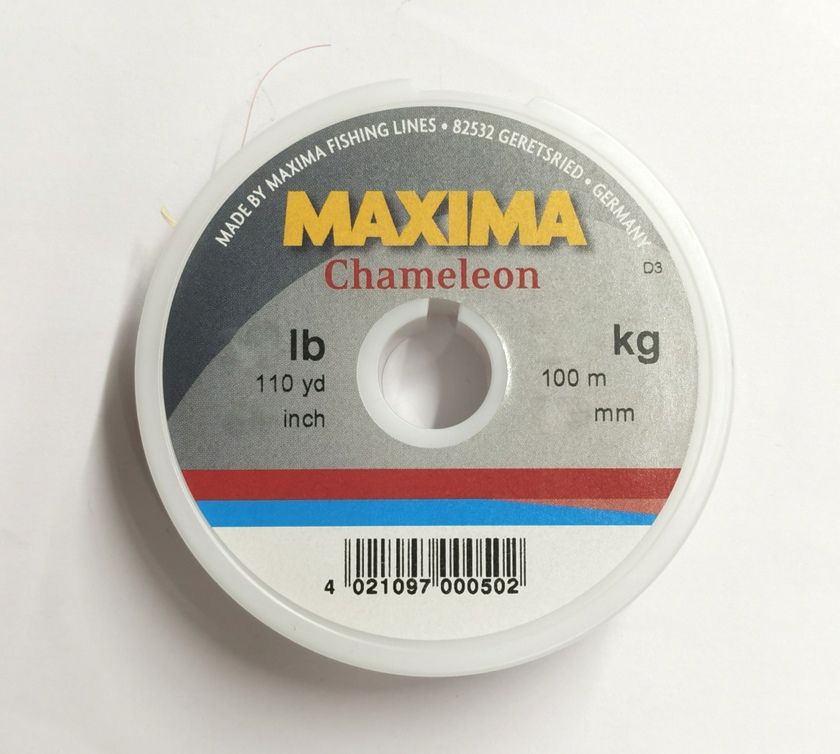 MADE BY MAXIMA FISHING LINES • 82532 GERETSRIED • GERMANY
MAXIMA
Chameleon
D3
lb
110 yd
inch
kg
100 m
mm
4 021097 000502